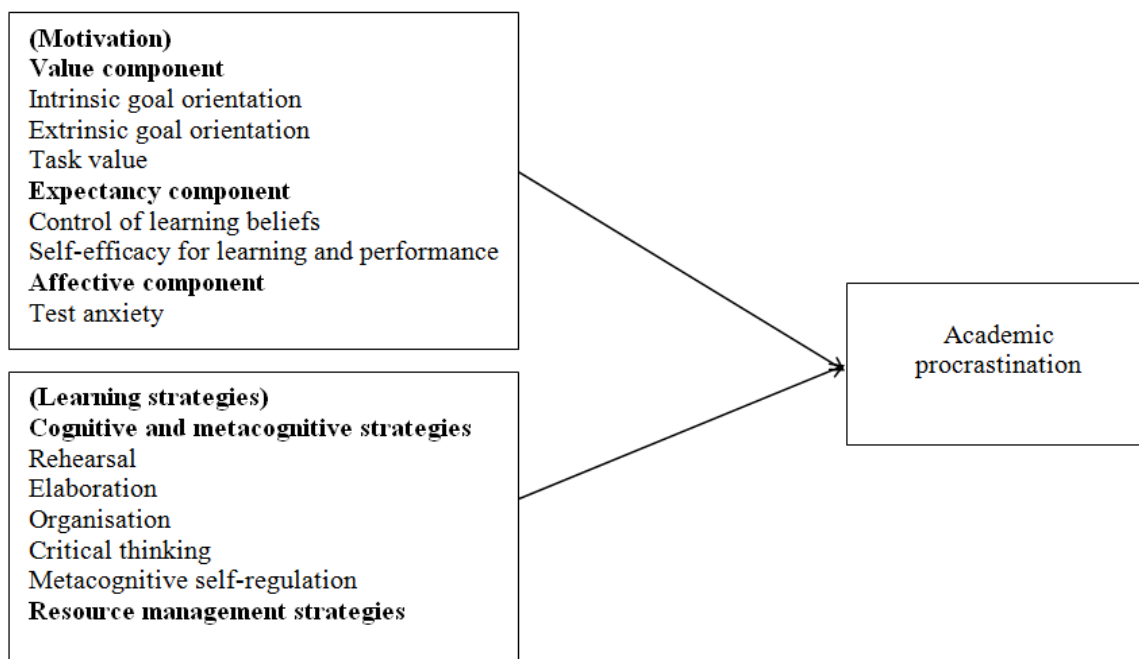 (Motivation)
Value component
Intrinsic goal orientation
Extrinsic goal orientation
Task value
Expectancy component
Control of learning beliefs
Self-efficacy for learning and performance
Affective component
Test anxiety
(Learning strategies)
Cognitive and metacognitive strategies
Rehearsal
Elaboration
Organisation
Critical thinking
Metacognitive self-regulation
Resource management strategies
Academic
procrastination